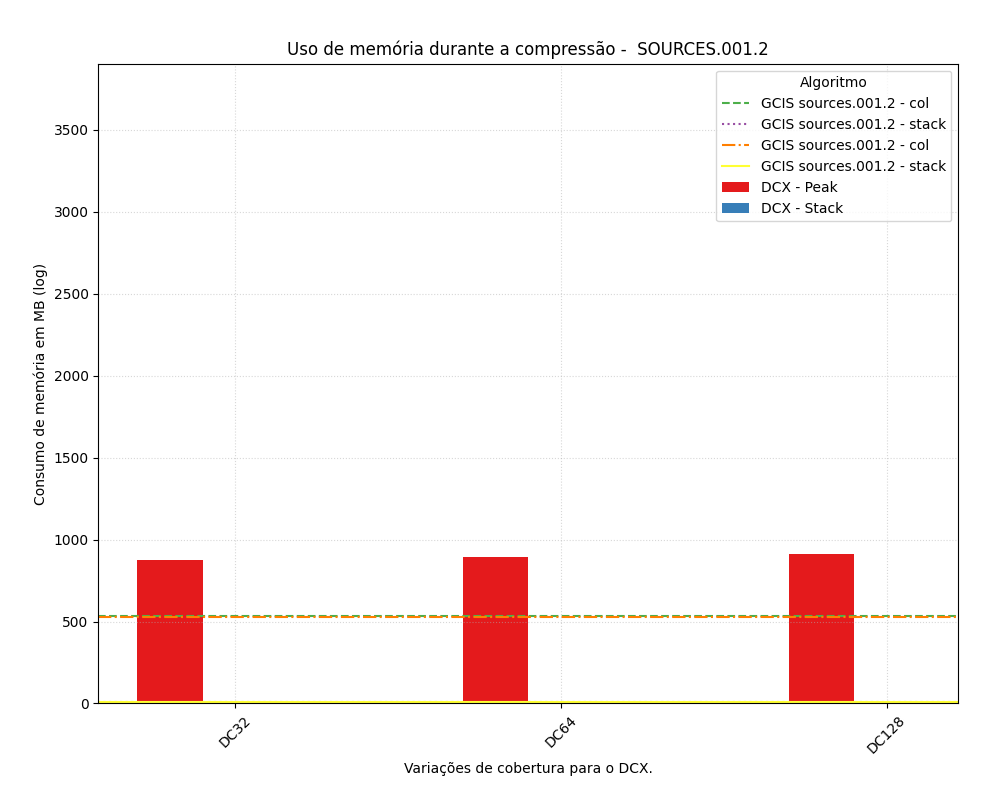 Uso de memória durante a compressão -  SOURCES.001.2
Algoritmo
GCIS sources.001.2 - col
GCIS sources.001.2 - stack
GCIS sources.001.2 - col
GCIS sources.001.2 - stack
DCX - Peak
DCX - Stack
Consumo de memória em MB (log)
3500
3000
2500
2000
1500
1000
500
0
DC32
DC64
DC128
Variações de cobertura para o DCX.